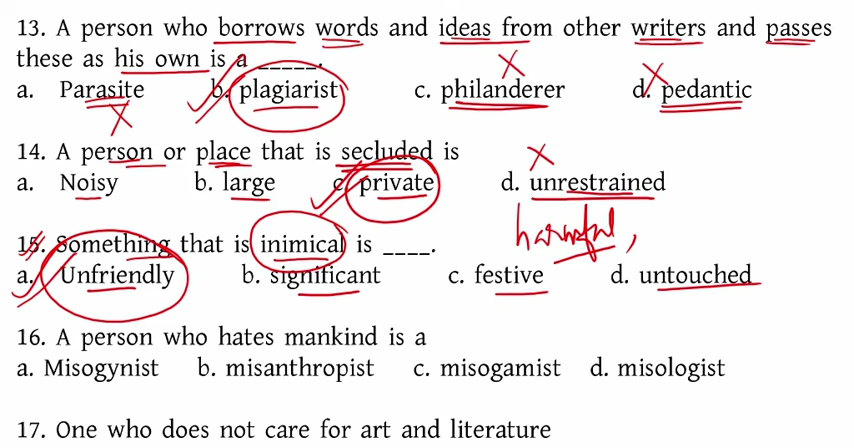 13. A person who borrows words and ideas from other writers and passes
these as his own is a _____.
a. Parasite b. plagiarist c. philanderer d. pedantic
14. A person or place that is secluded is
a. Noisy b. large c. private d. unrestrained
harmful,
15. Something that is inimical is ____.
a. Unfriendly b. significant c. festive d. untouched
16. A person who hates mankind is a
a. Misogynist b. misanthropist c. misogamist d. misologist
17. One who does not care for art and literature